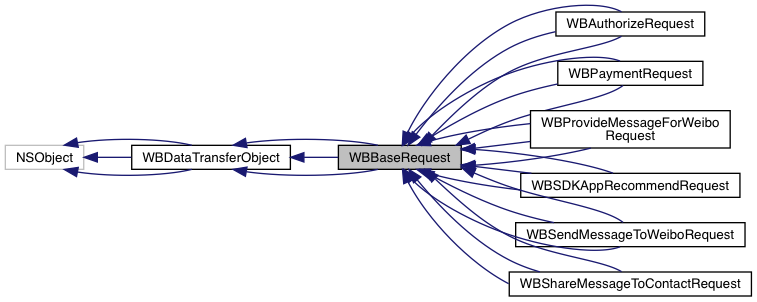 WBAuthorizeRequest
WBPaymentRequest
WBProvideMessageForWeibo
Request
NSObject
WBDataTransferObject
WBBaseRequest
WBSDKAppRecommendRequest
WBSendMessageToWeiboRequest
WBShareMessageToContactRequest